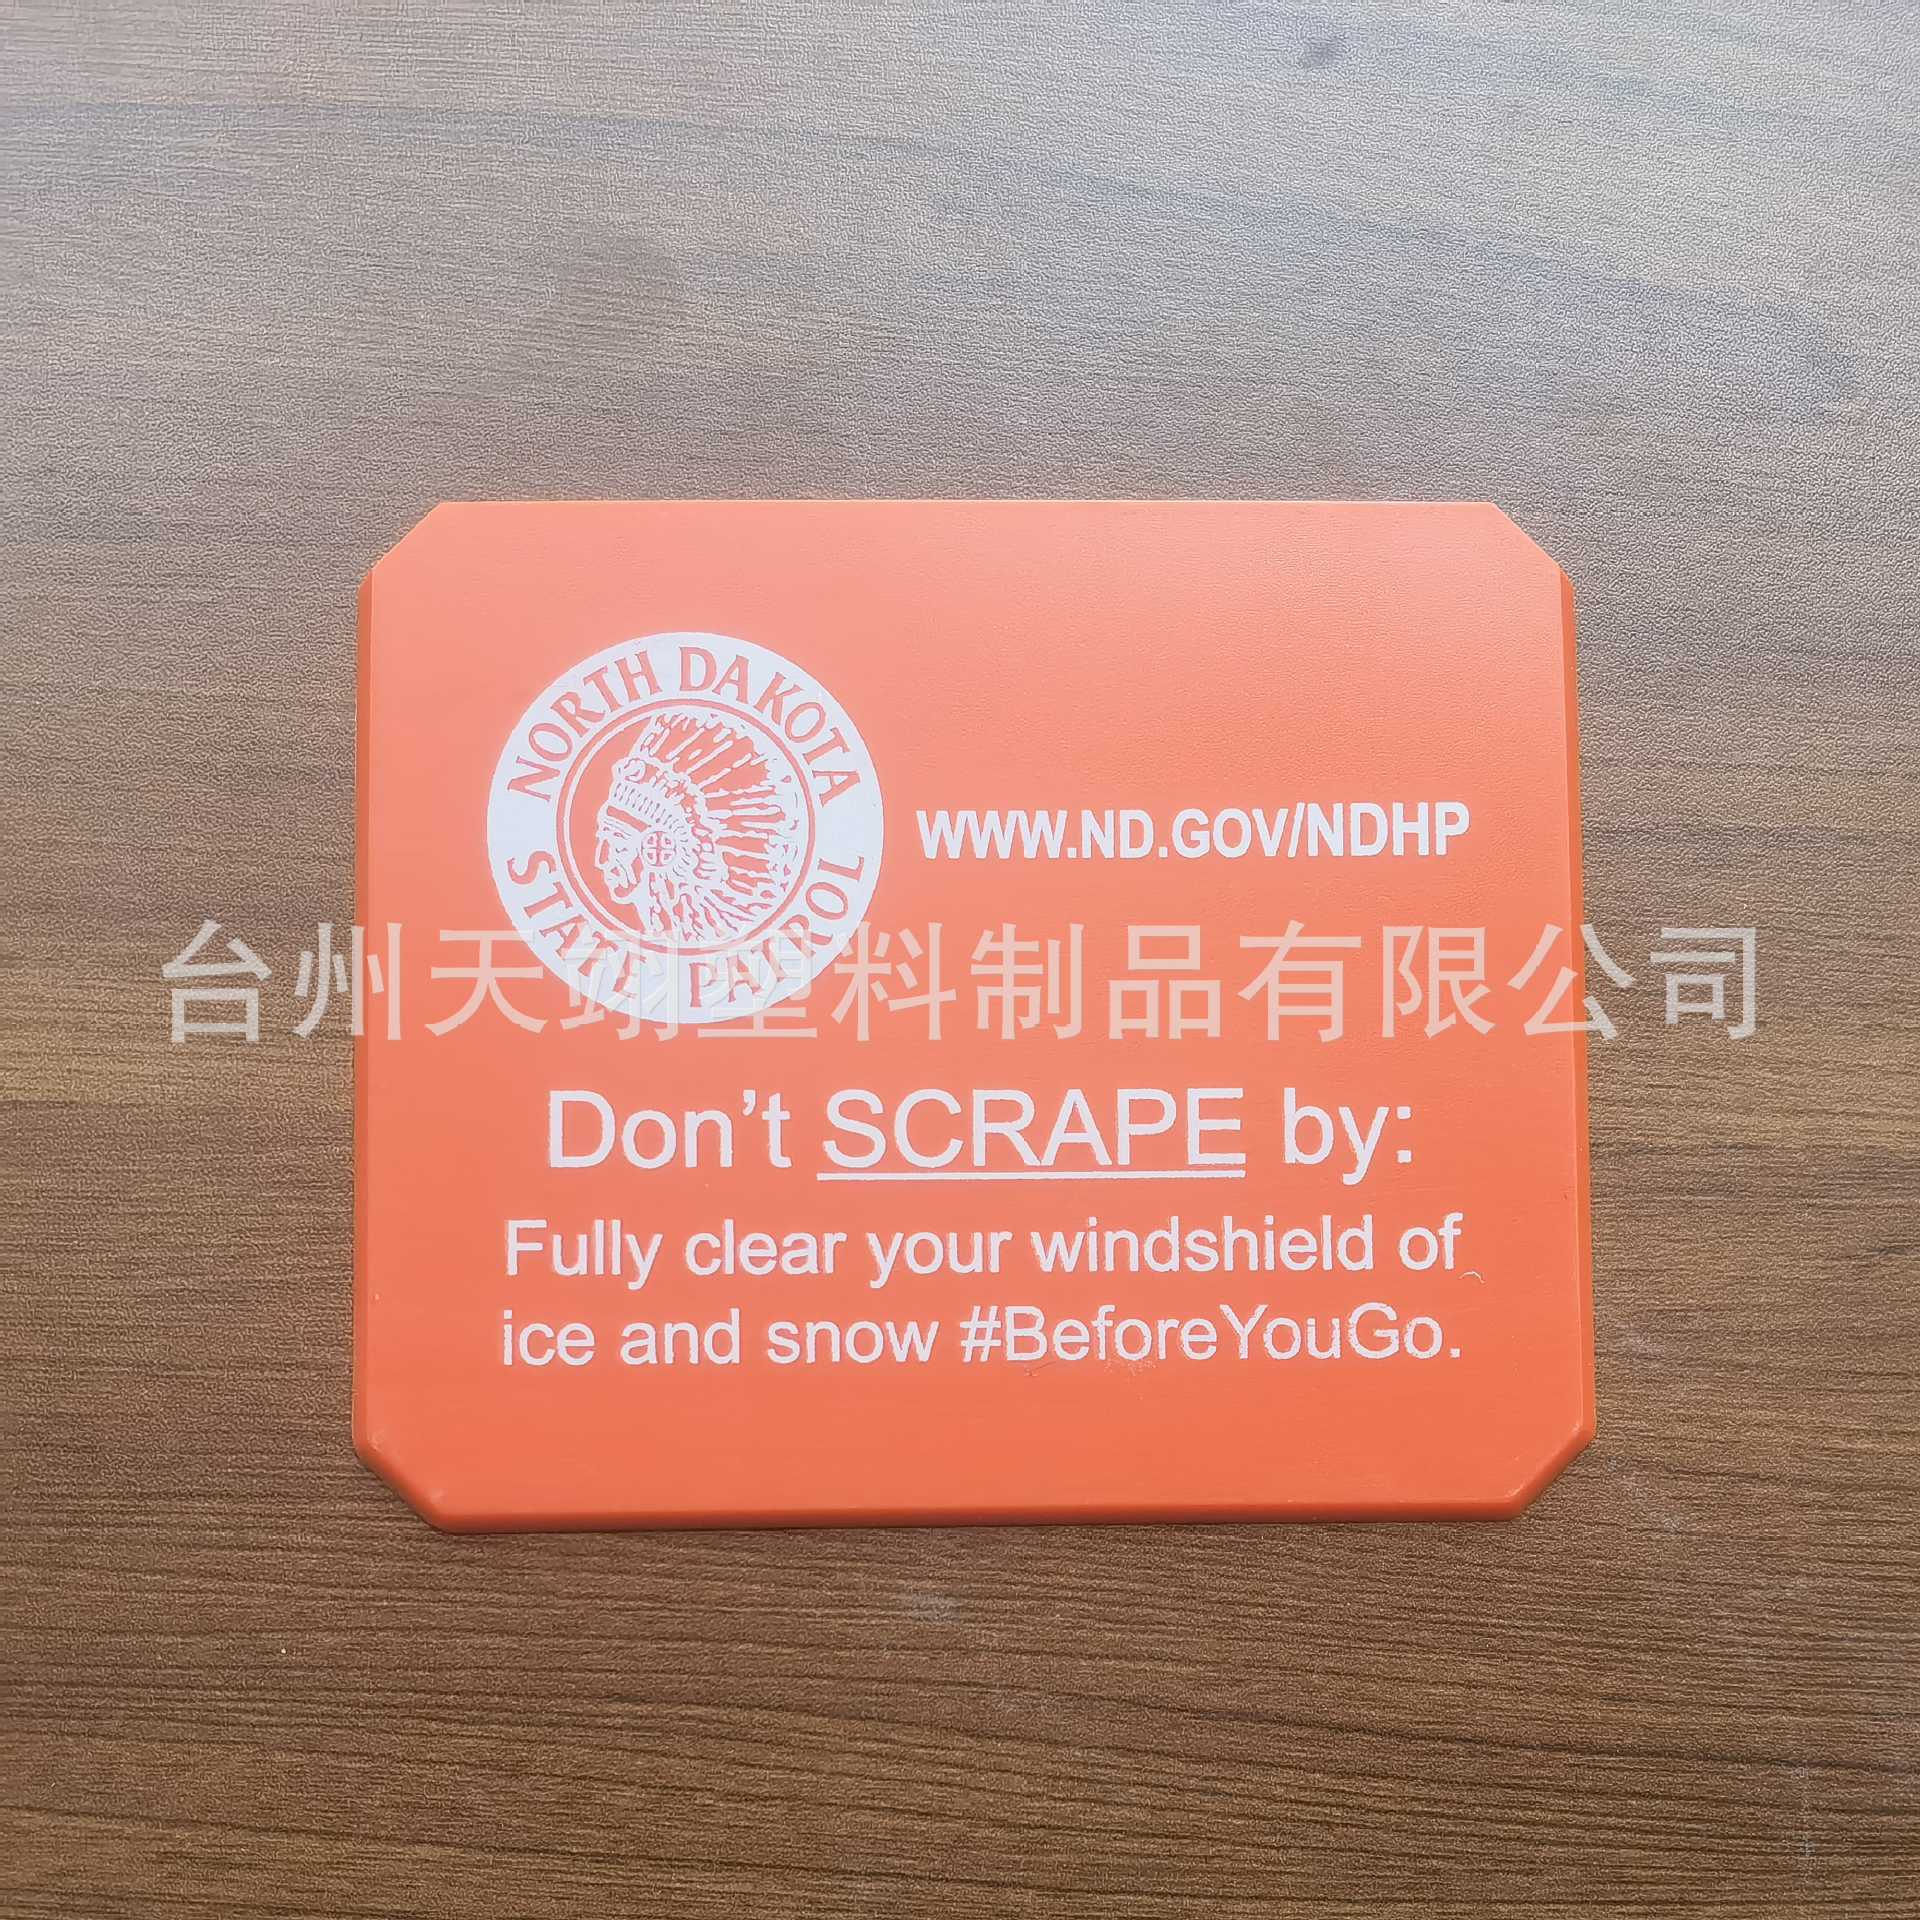 NORTH DAKOTA
STATE PATROL
WWW.ND.GOV/NDHP
台州天翊塑料制品有限公司
Don't SCRAPE by:
Fully clear your windshield of
ice and snow #BeforeYouGo.